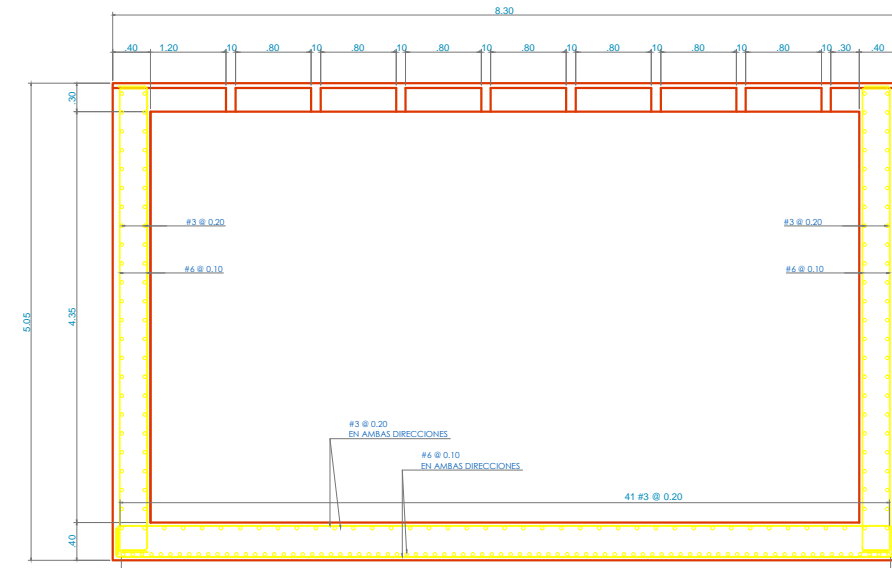 8.30
.40 1.20 .10 .80 .10 .80 .10 .80 .10 .80 .10 .80 .10 .80 .10 .80 .10 .30 .40
.30
#3 @ 0.20 #3 @ 0.20
#6 @ 0.10 #6 @ 0.10
4.35
5.05
#3 @ 0.20
EN AMBAS DIRECCIONES
#6 @ 0.10
EN AMBAS DIRECCIONES
41 #3 @ 0.20
.40